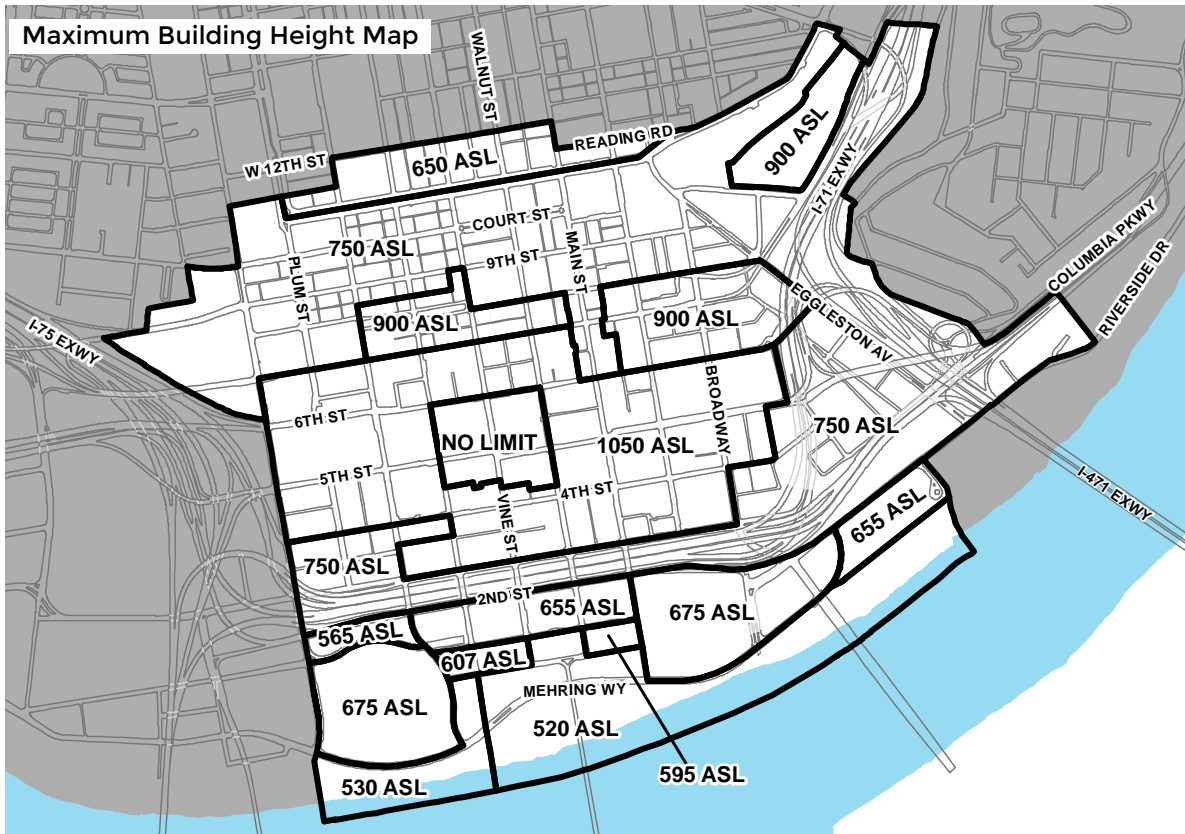 Maximum Building Height Map
WALNUT ST
W 12TH ST
650 ASL
READING RD
900 ASL
I-71 EXWY
COURT ST
750 ASL
9TH ST
MAIN ST
PLUM ST
COLUMBIA PKWY
RIVERSIDE DR
EGGLESTON AV
900 ASL
900 ASL
I-75 EXWY
BROADWAY
6TH ST
NO LIMIT
1050 ASL
750 ASL
5TH ST
4TH ST
I-471 EXWY
VINE ST
655 ASL
750 ASL
2ND ST
655 ASL
675 ASL
565 ASL
607 ASL
MEHRING WY
675 ASL
520 ASL
595 ASL
530 ASL